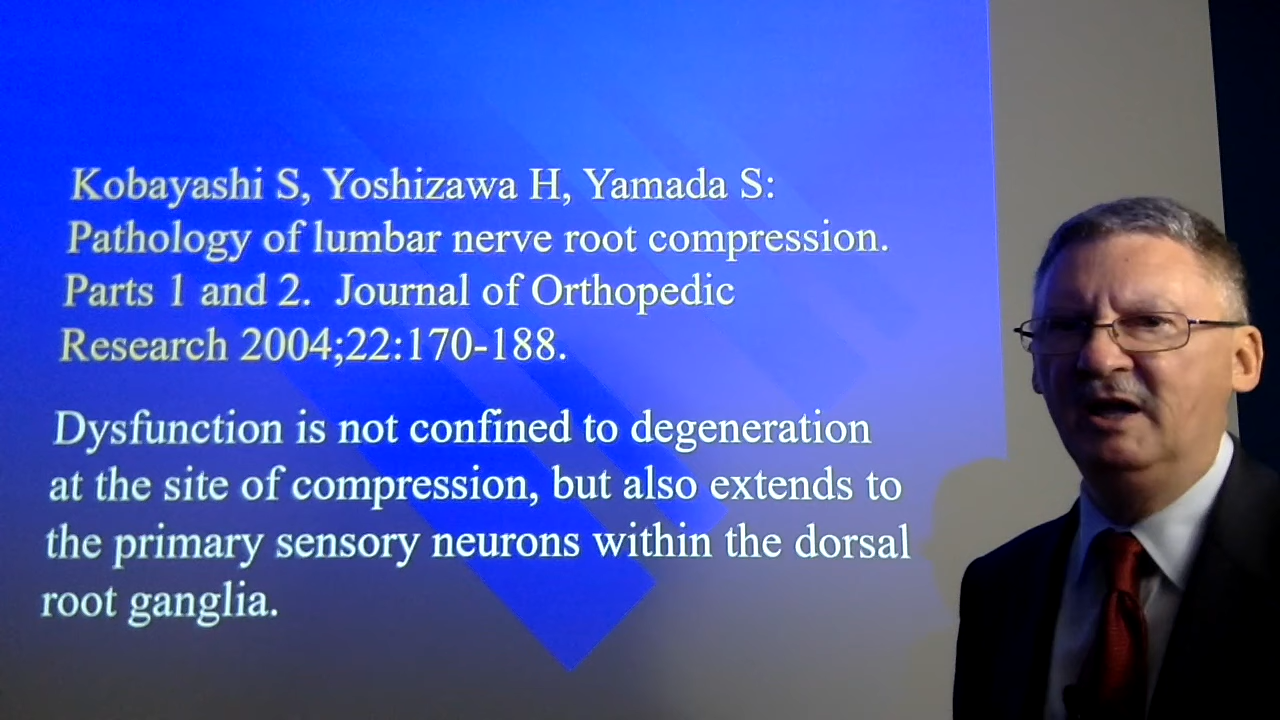 Kobayashi S, Yoshizawa H, Yamada S:
Pathology of lumbar nerve root compression.
Parts 1 and 2. Journal of Orthopedic
Research 2004;22:170-188.
Dysfunction is not confined to degeneration
at the site of compression, but also extends to
the primary sensory neurons within the dorsal
root ganglia.